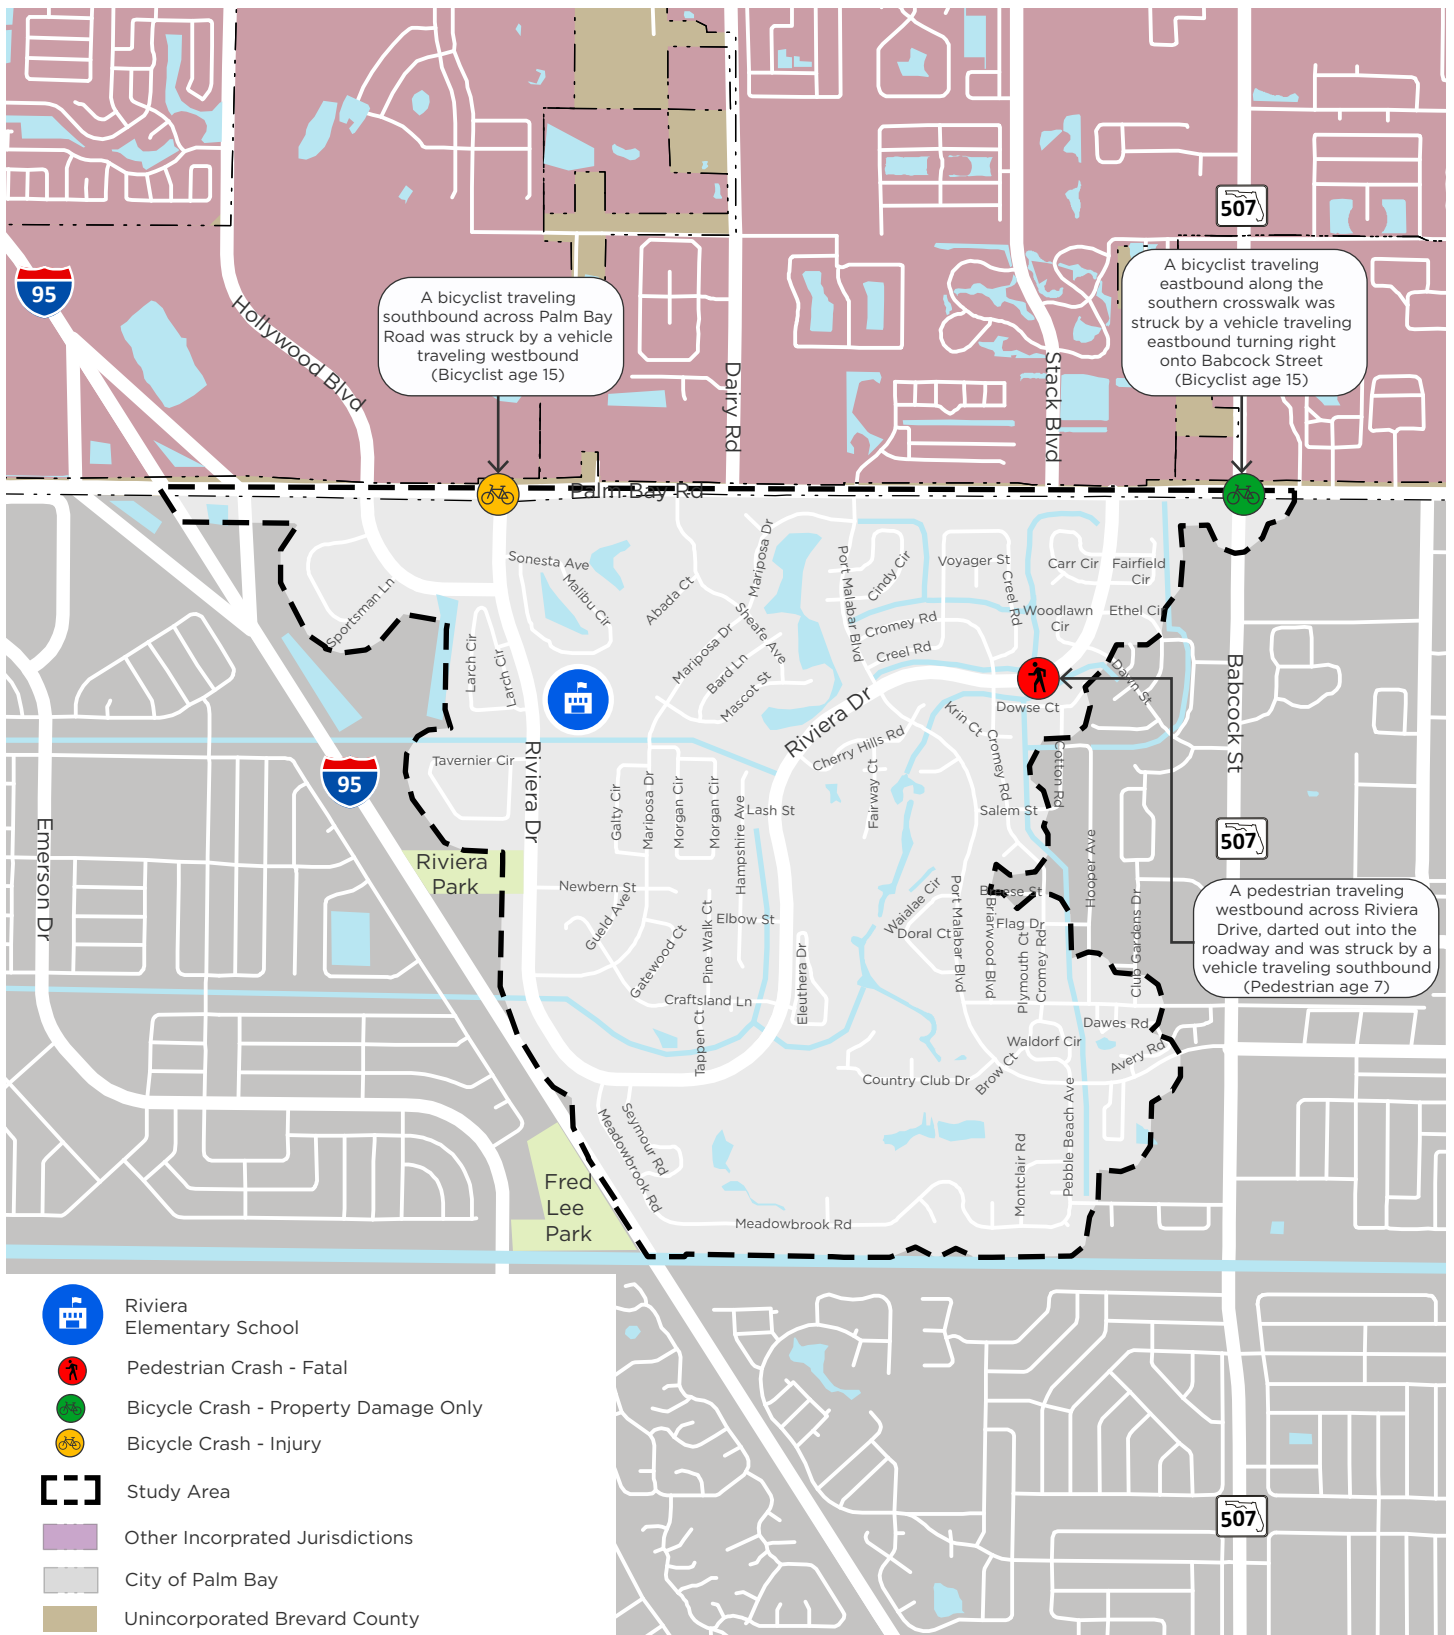 507
95
A bicyclist traveling
southbound across Palm Bay
Road was struck by a vehicle
traveling westbound
(Bicyclist age 15)
A bicyclist traveling
eastbound along the
southern crosswalk was
struck by a vehicle traveling
eastbound turning right
onto Babcock Street
(Bicyclist age 15)
Hollywood Blvd
Dairy Rd
Stack Blvd
Palm Bay Rd
Sonesta Ave
Malibu Cir
Abada Ct
Mariposa Dr
Sheafe Ave
Port Malabar Blvd
Cindy Cir
Voyager St
Creel Rd
Carr Cir
Fairfield
Cir
Sportsman Ln
Larch Cir
Larch Cir
Mariposa Dr
Bard Ln
Mascot St
Cromey Rd
Creel Rd
Woodlawn
Cir
Ethel Cir
Dawn St
Babcock St
Dowse Ct
Krin Ct
Riviera Dr
Cherry Hills Rd
Cromey Rd
Cotton Rd
Tavernier Cir
Riviera Dr
95
Galty Cir
Mariposa Dr
Morgan Cir
Morgan Cir
Hampshire Ave
Lash St
Fairway Ct
Salem St
Hooper Ave
507
Emerson Dr
Riviera
Park
Newbern St
Gueld Ave
Gatewood Ct
Pine Walk Ct
Elbow St
Eleuthera Dr
Waialae Cir
Doral Ct
Port Malabar Blvd
Breese St
Briarwood Blvd
Flag Dr
Plymouth Ct
Cromey Rd
Club Gardens Dr
A pedestrian traveling
westbound across Riviera
Drive, darted out into the
roadway and was struck by a
vehicle traveling southbound
(Pedestrian age 7)
Craftsland Ln
Tappen Ct
Dawes Rd
Waldorf Cir
Avery Rd
Country Club Dr
Brow Ct
Pebble Beach Ave
Seymour Rd
Meadowbrook Rd
Montclair Rd
Fred
Lee
Park
Meadowbrook Rd
Riviera
Elementary School
Pedestrian Crash - Fatal
Bicycle Crash - Property Damage Only
Bicycle Crash - Injury
Study Area
Other Incorprated Jurisdictions
City of Palm Bay
Unincorporated Brevard County
507